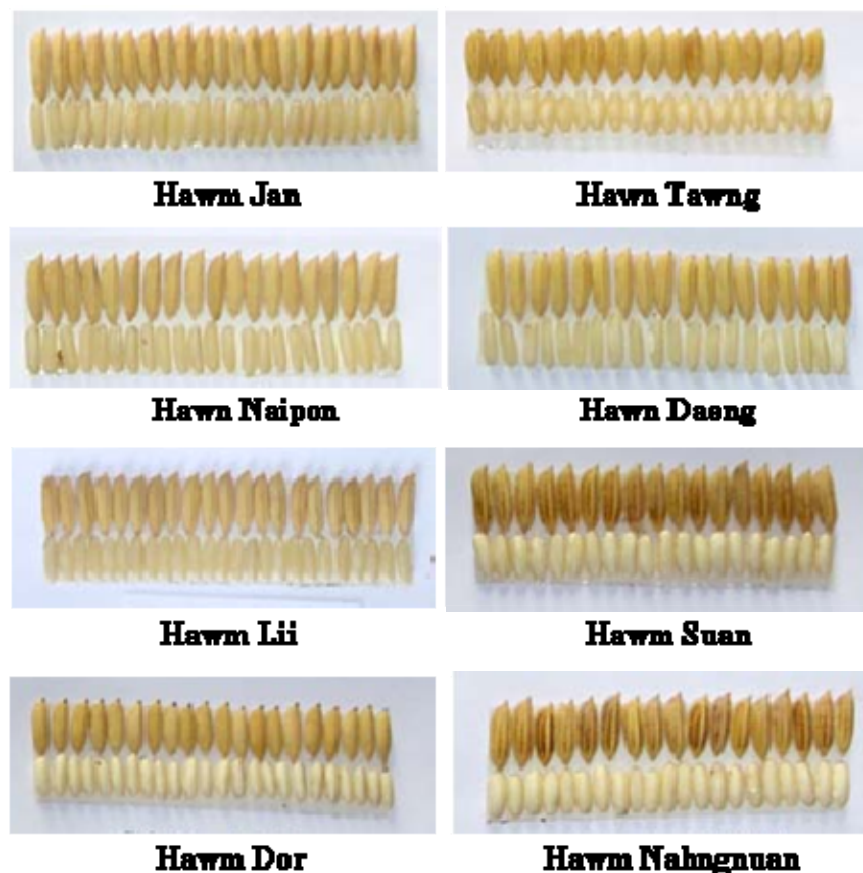 Hawm Jan
Hawn Tawng
Hawn Naipon
Hawn Daeng
Hawm Lii
Hawm Suan
Hawm Dor
Hawm Nahngnuan